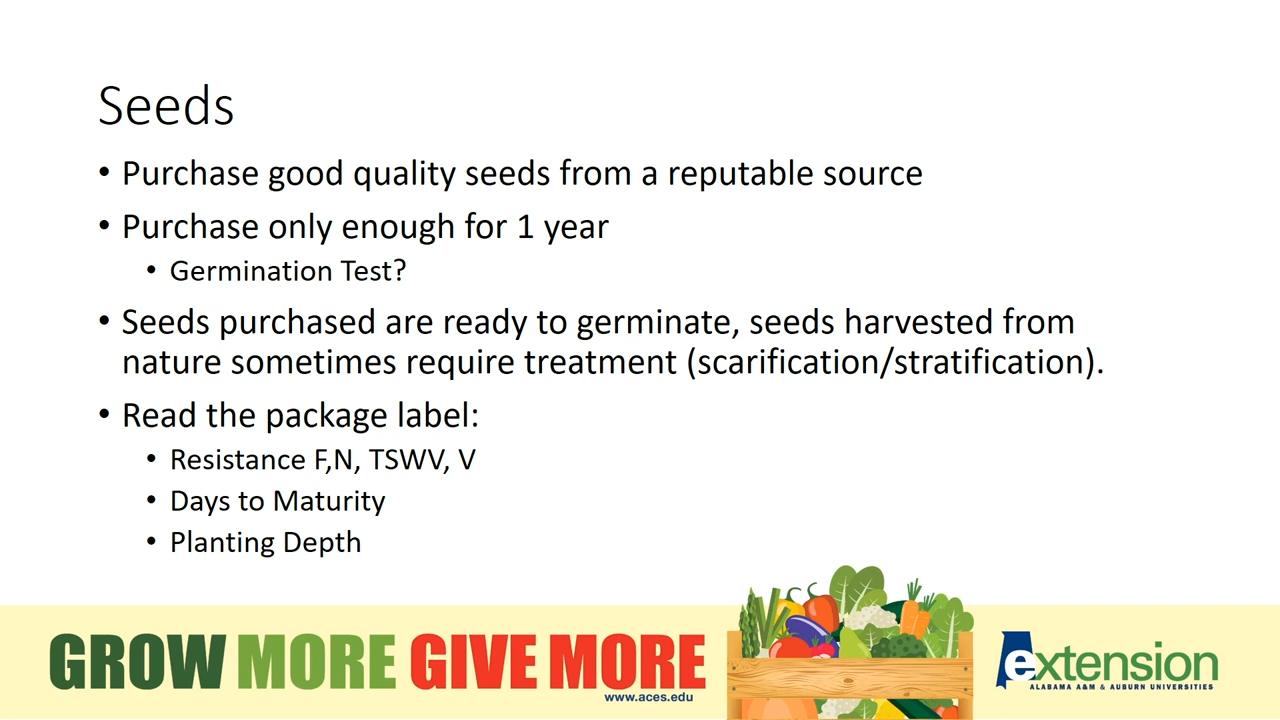 Seeds
• Purchase good quality seeds from a reputable source
• Purchase only enough for 1 year
• Germination Test?
• Seeds purchased are ready to germinate, seeds harvested from
nature sometimes require treatment (scarification/stratification).
• Read the package label:
• Resistance F,N, TSWV, V
• Days to Maturity
• Planting Depth
GROW MORE GIVE MORE
www.aces.edu
extension
ALABAMA A&M & AUBURN UNIVERSITIES